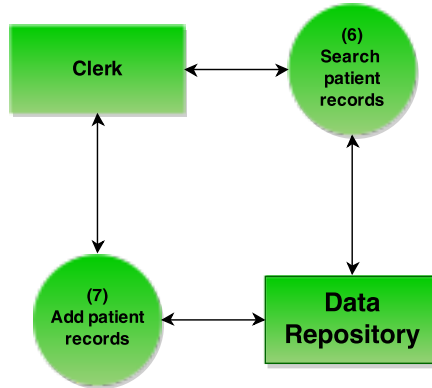 Clerk
(6)
Search
patient
records
(7)
Add patient
records
Data
Repository